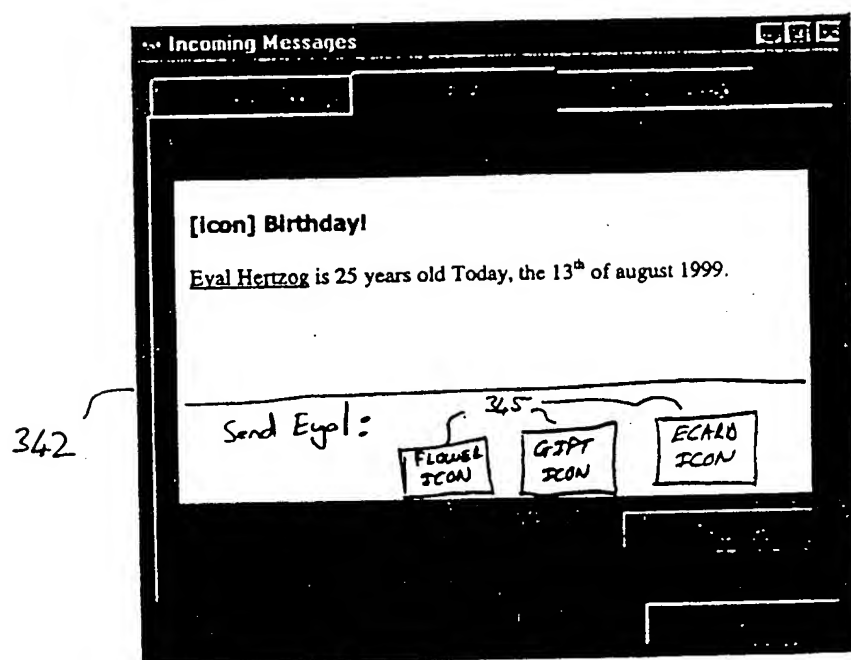 Incoming Messages
[icon] Birthday!
Eyal Hertzog is 25 years old Today, the 13th of august 1999.
342
Send Eyal:
345
FLOWER ICON
GIFT ICON
ECARD ICON